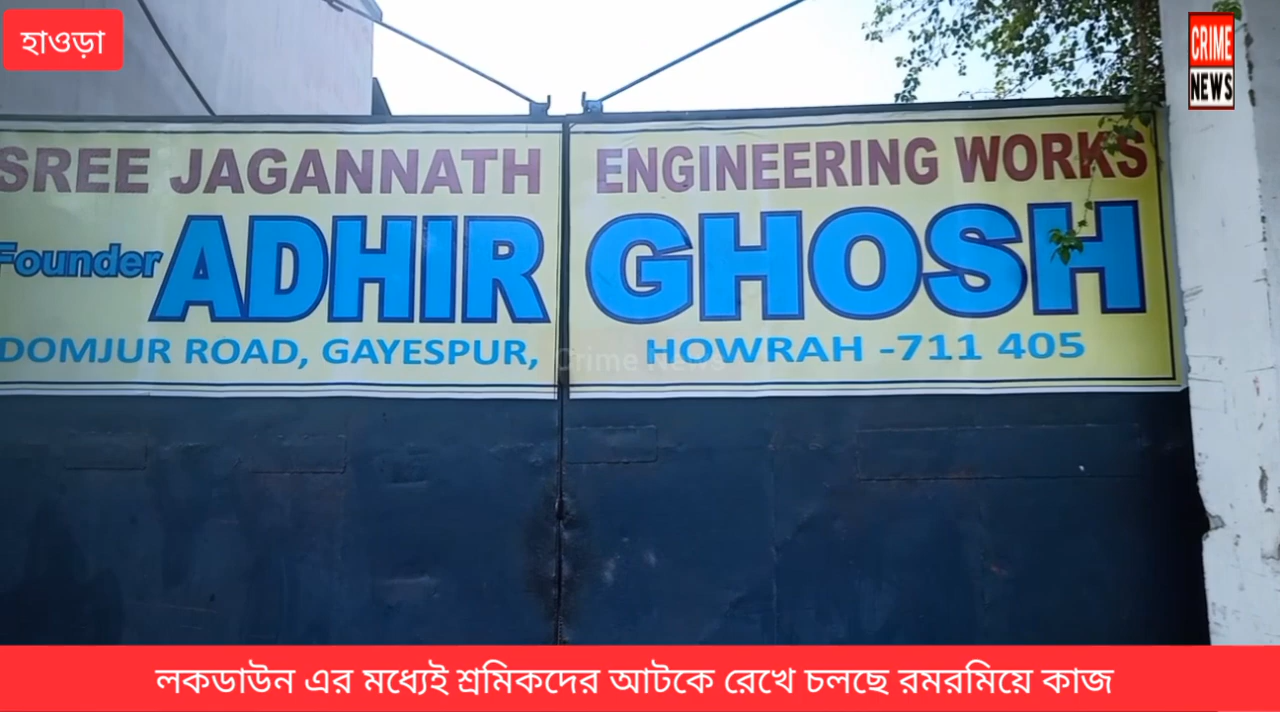 হাওড়া
CRIME
NEWS
SREE JAGANNATH ENGINEERING WORKS
Founder ADHIR GHOSH
DOMJUR ROAD, GAYESPUR, HOWRAH -711 405
Crime News
লকডাউন এর মধ্যেই শ্রমিকদের আটকে রেখে চলছে রমরমিয়ে কাজ